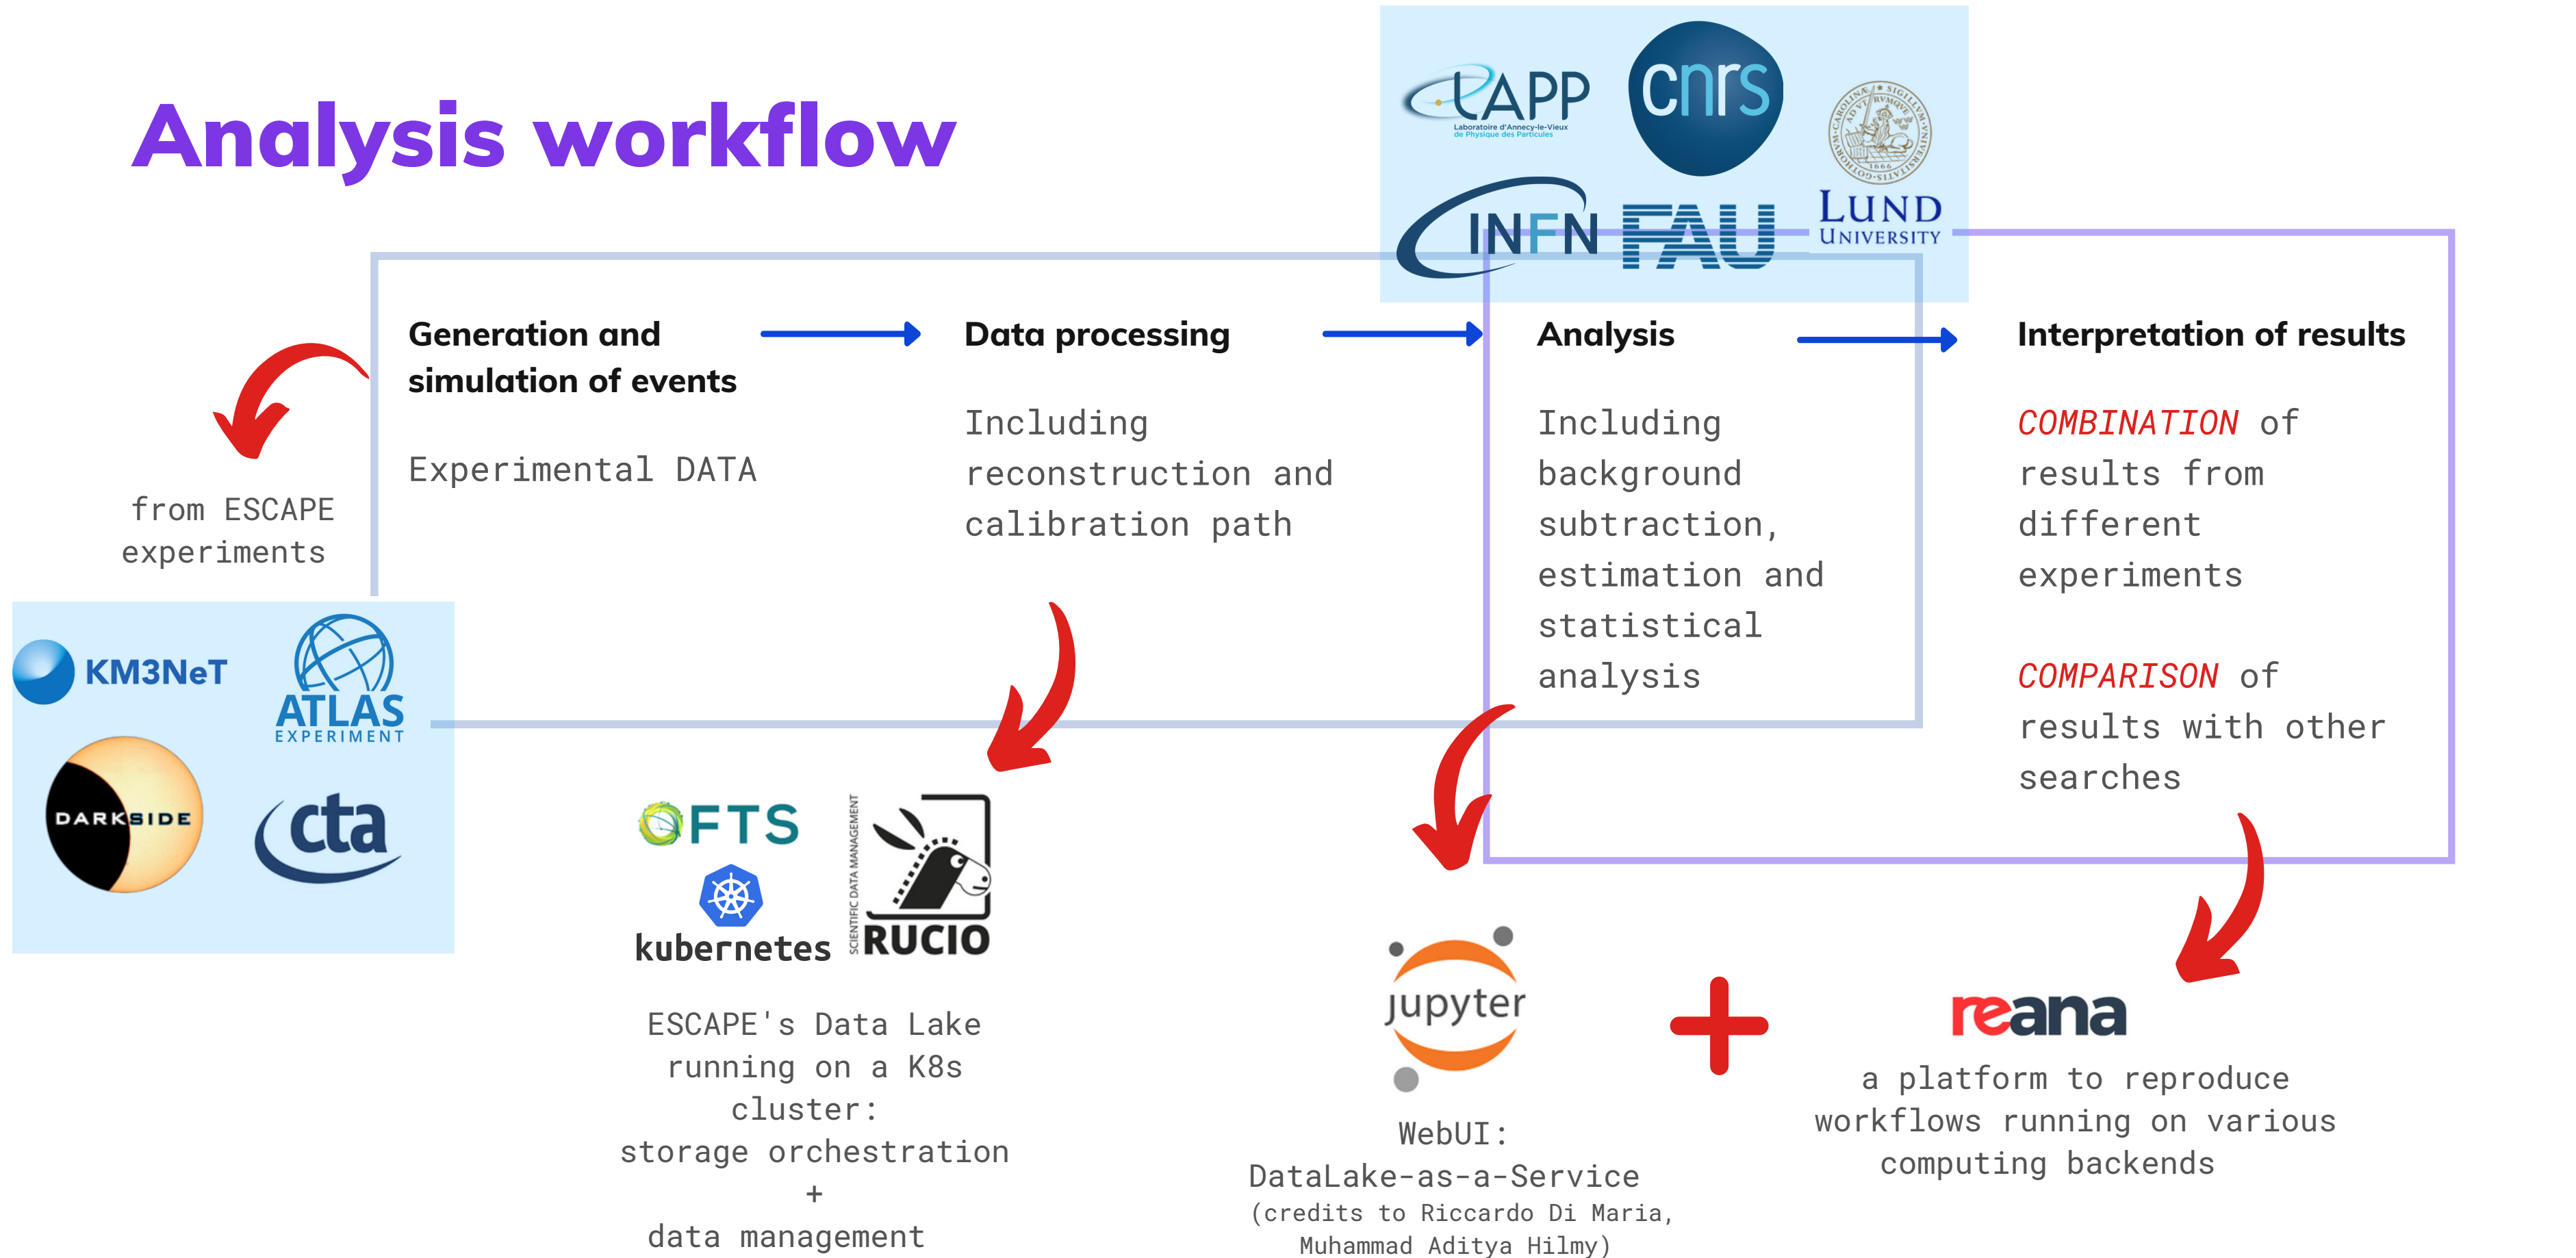 Analysis workflow
LAPP
Laboratoire d'Annecy-le-Vieux
de Physique des Particules
cnrs
INFN
FAU
1666
LUND
UNIVERSITY
Generation and
simulation of events
Experimental DATA
Data processing
Including
reconstruction and
calibration path
Analysis
Including
background
subtraction,
estimation and
statistical
analysis
Interpretation of results
COMBINATION of
results from
different
experiments
COMPARISON of
results with other
searches
from ESCAPE
experiments
KM3NeT
ATLAS
EXPERIMENT
DARKSIDE
cta
FTS
kubernetes
SCIENTIFIC DATA MANAGEMENT
RUCIO
ESCAPE's Data Lake
running on a K8s
cluster:
storage orchestration
+
data management
jupyter
WebUI:
DataLake-as-a-Service
(credits to Riccardo Di Maria,
Muhammad Aditya Hilmy)
reana
a platform to reproduce
workflows running on various
computing backends